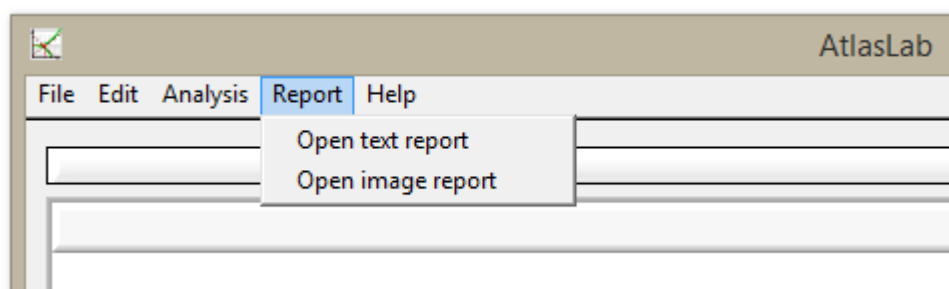 AtlasLab
File Edit Analysis Report Help
Open text report
Open image report